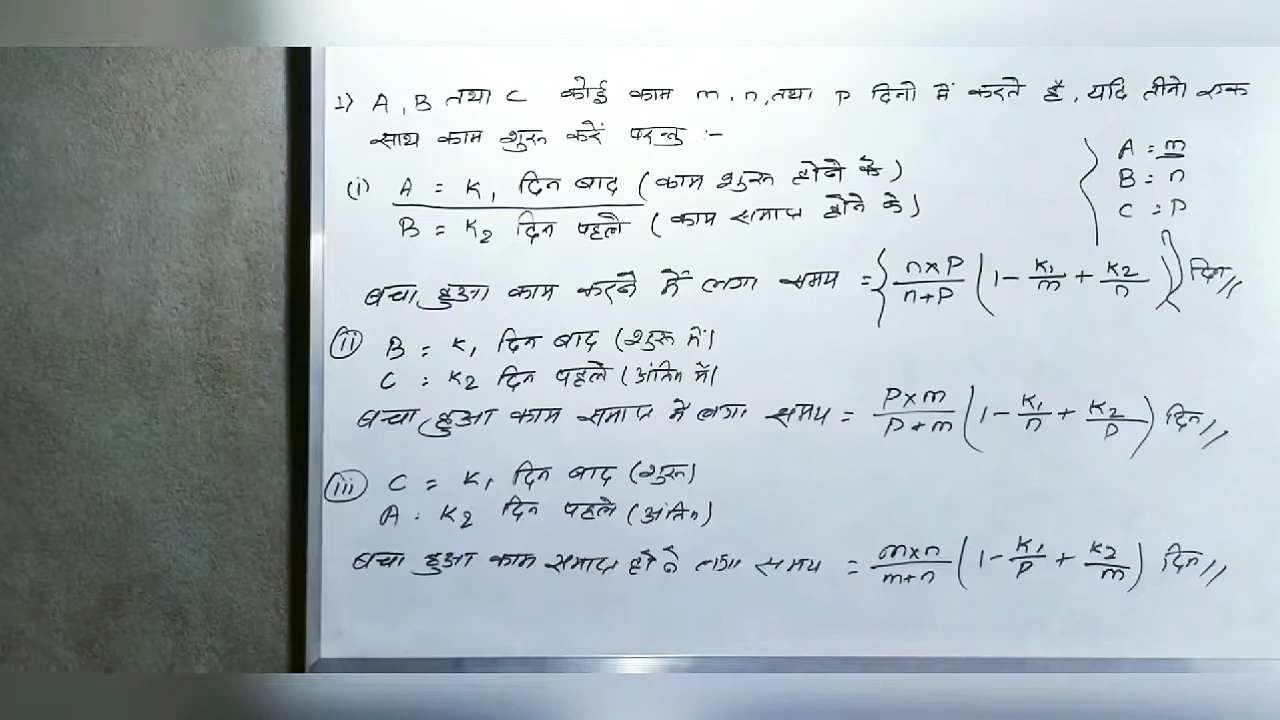 1) A, B तथा C कोई काम m, n, तथा P दिनो में करते हैं, यदि तीनो एक
साथ काम शुरू करें परन्तु :-
A = m
B = n
C = P
(i) A = K₁ दिन बाद (काम शुरू होने के)
B = K₂ दिन पहले (काम समाप्त होने के)
बचा हुआ काम करने में लगा समय = { n×P/n+P (1 - K₁/m + K₂/n) } दिन//
(ii) B = K₁ दिन बाद (शुरू में)
C = K₂ दिन पहले (अंतिम में)
बचा हुआ काम समाप्त में लगा समय = P×m/P+m (1 - K₁/n + K₂/P) दिन//
(iii) C = K₁ दिन बाद (शुरू)
A = K₂ दिन पहले (अंतिम)
बचा हुआ काम समाप्त होने लगा समय = m×n/m+n (1 - K₁/P + K₂/m) दिन//